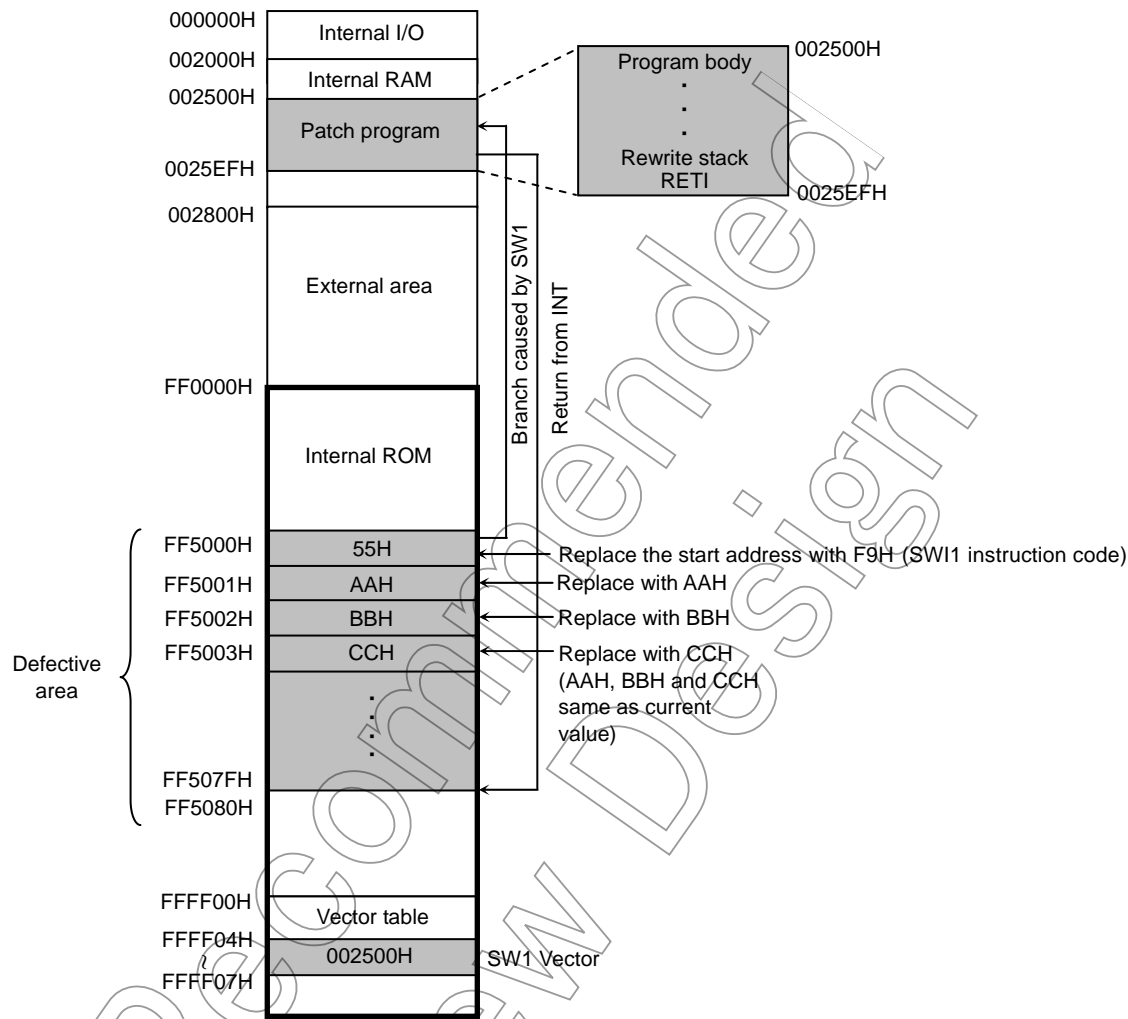 000000H
Internal I/O
002000H
Internal RAM
002500H
Patch program
0025EFH
002800H
External area
FF0000H
Internal ROM
FF5000H
55H
FF5001H
AAH
FF5002H
BBH
FF5003H
CCH
Defective
area
FF507FH
FF5080H
FFFF00H
Vector table
FFFF04H
~
002500H
SW1 Vector
FFFF07H
002500H
Program body
Rewrite stack
RETI
0025EFH
Branch caused by SW1
Return from INT
Replace the start address with F9H (SWI1 instruction code)
Replace with AAH
Replace with BBH
Replace with CCH
(AAH, BBH and CCH
same as current
value)
Recommended
New Design